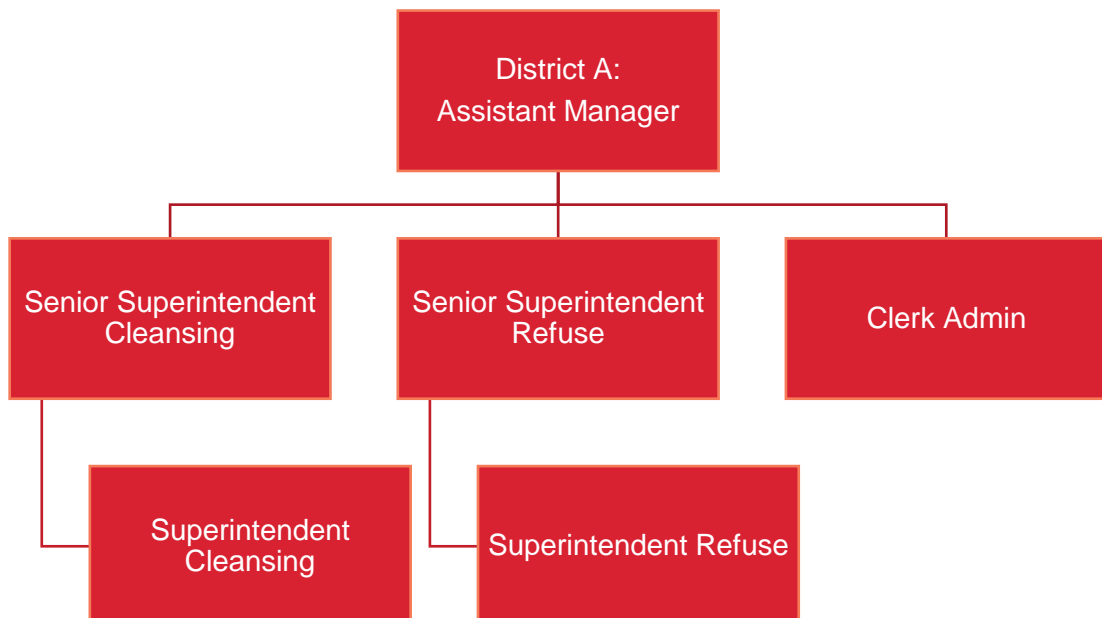 District A:
Assistant Manager
Senior Superintendent
Cleansing
Senior Superintendent
Refuse
Clerk Admin
Superintendent
Cleansing
Superintendent Refuse